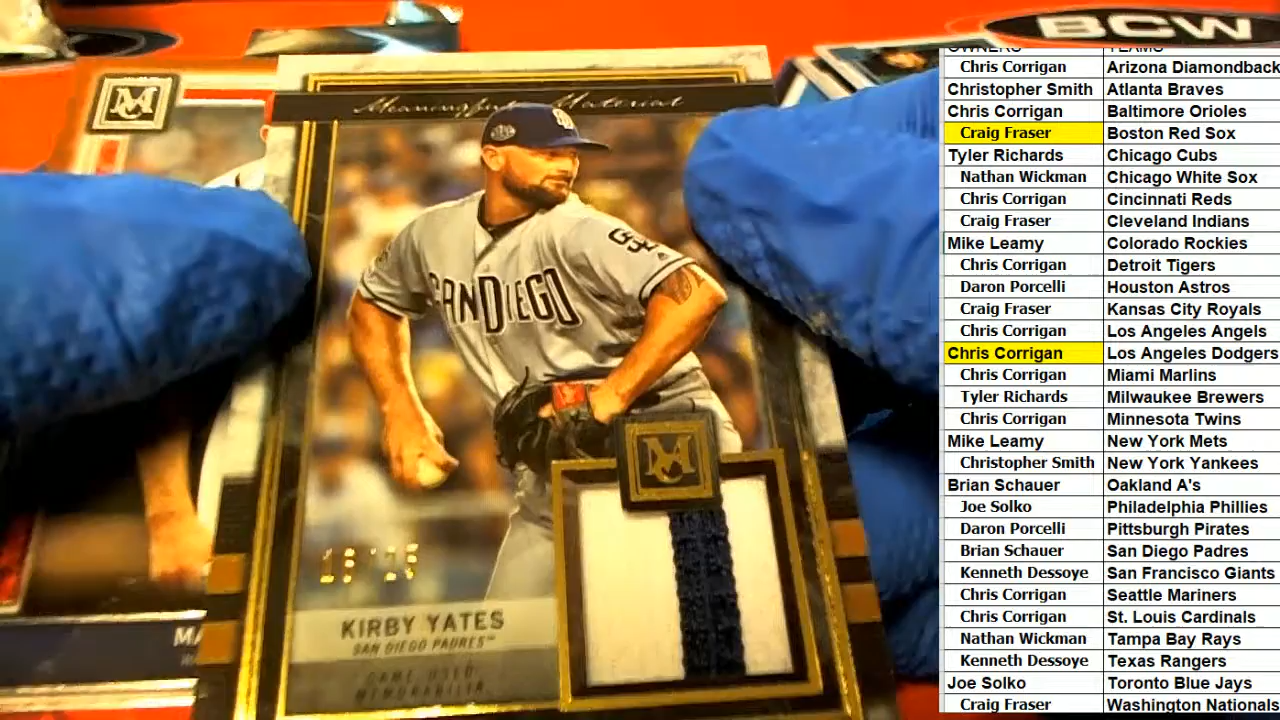 BCW
OWNERS TEAMS
Chris Corrigan Arizona Diamondback
Christopher Smith Atlanta Braves
Chris Corrigan Baltimore Orioles
Craig Fraser Boston Red Sox
Tyler Richards Chicago Cubs
Nathan Wickman Chicago White Sox
Chris Corrigan Cincinnati Reds
Craig Fraser Cleveland Indians
Mike Leamy Colorado Rockies
Chris Corrigan Detroit Tigers
Daron Porcelli Houston Astros
Craig Fraser Kansas City Royals
Chris Corrigan Los Angeles Angels
Chris Corrigan Los Angeles Dodgers
Chris Corrigan Miami Marlins
Tyler Richards Milwaukee Brewers
Chris Corrigan Minnesota Twins
Mike Leamy New York Mets
Christopher Smith New York Yankees
Brian Schauer Oakland A's
Joe Solko Philadelphia Phillies
Daron Porcelli Pittsburgh Pirates
Brian Schauer San Diego Padres
Kenneth Dessoye San Francisco Giants
Chris Corrigan Seattle Mariners
Chris Corrigan St. Louis Cardinals
Nathan Wickman Tampa Bay Rays
Kenneth Dessoye Texas Rangers
Joe Solko Toronto Blue Jays
Craig Fraser Washington Nationals
Meaningful Material
SAN DIEGO
KIRBY YATES
SAN DIEGO PADRES™
MEMORABILIA
MA